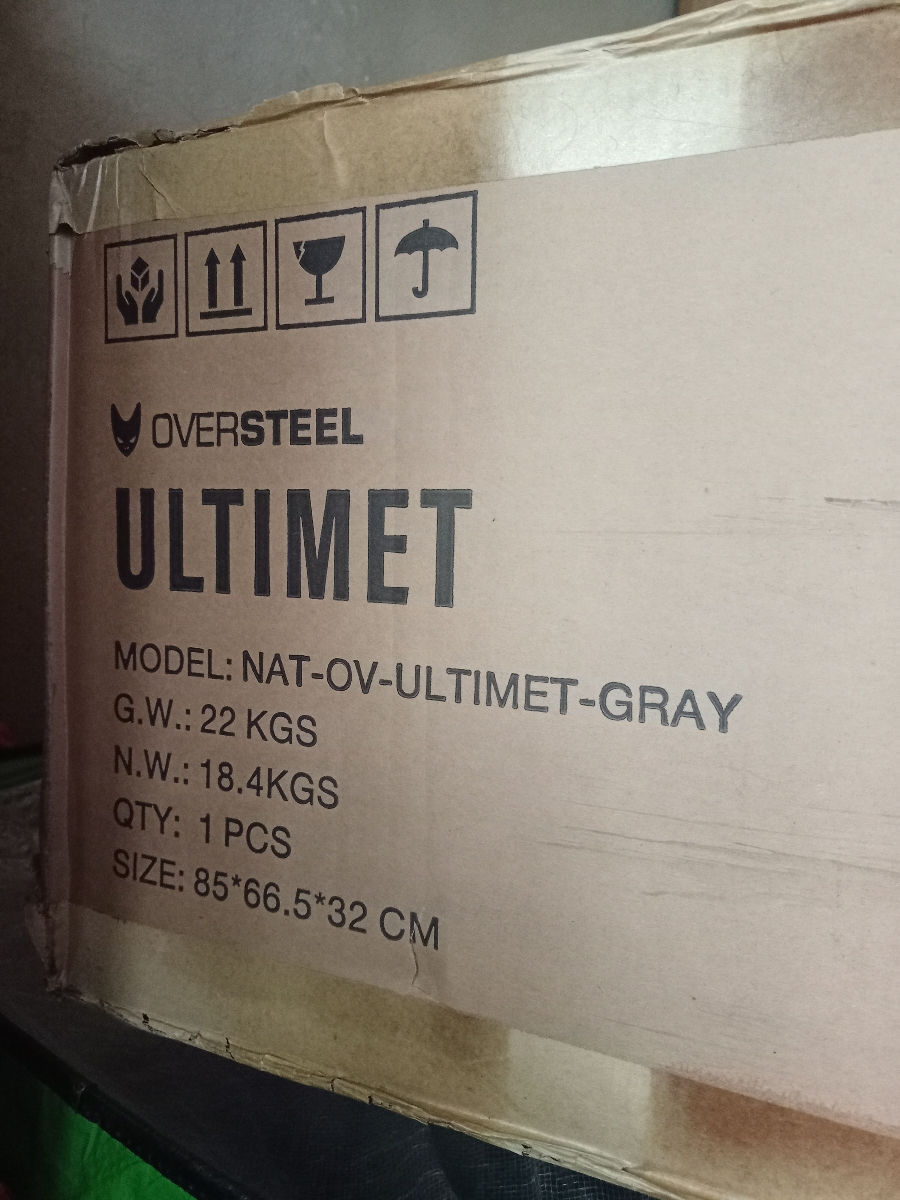 OVERSTEEL
ULTIMET
MODEL: NAT-OV-ULTIMET-GRAY
G.W.: 22 KGS
N.W.: 18.4KGS
QTY: 1 PCS
SIZE: 85*66.5*32 CM